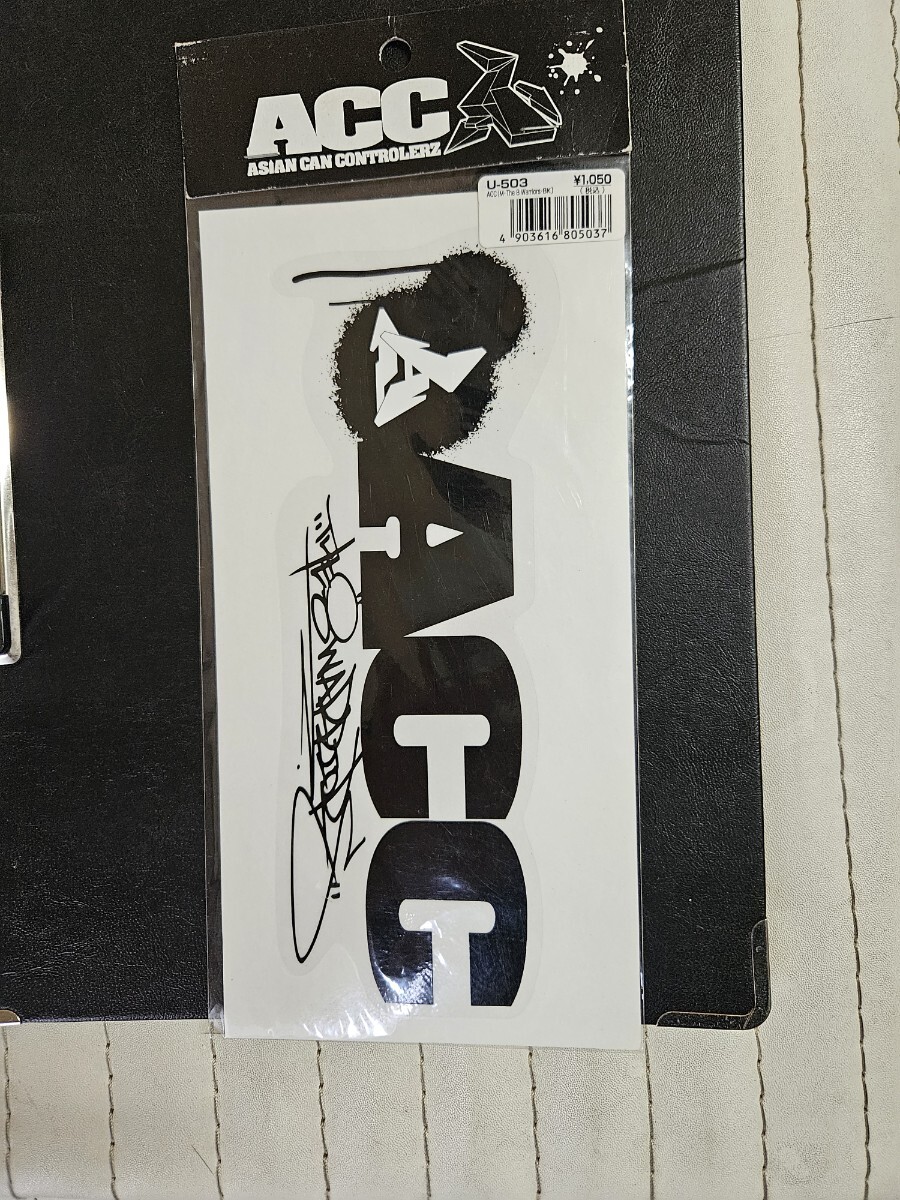 ACC
ASIAN CAN CONTROLERZ
U-503 ¥1,050
(税込)
4 903616 805037
A
ACC